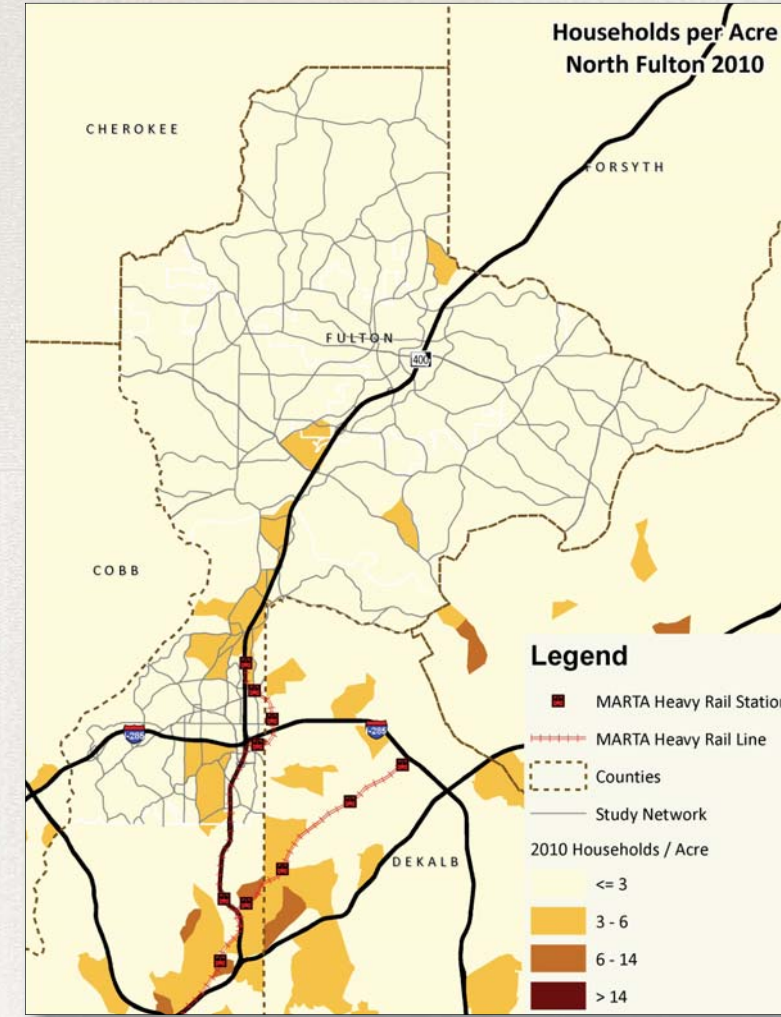 Households per Acre
North Fulton 2010
CHEROKEE
FORSYTH
FULTON
400
COBB
Legend
MARTA Heavy Rail Station
I-285
I-285
MARTA Heavy Rail Line
Counties
Study Network
DEKALB
2010 Households / Acre
<= 3
3 - 6
6 - 14
> 14